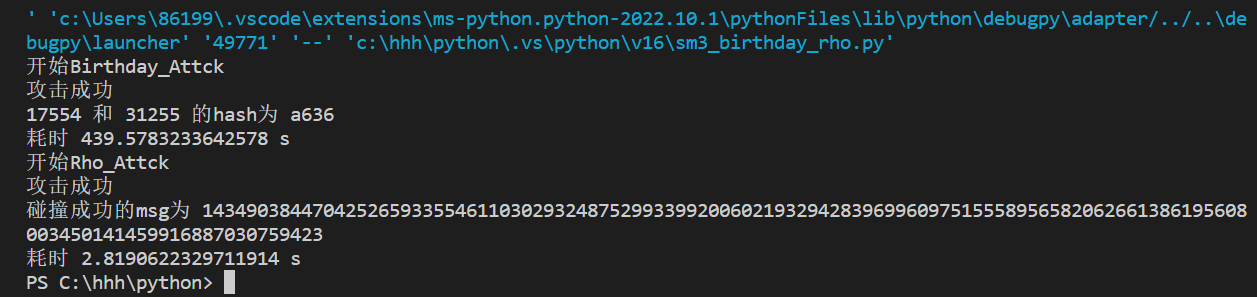 ' 'c:\Users\86199\.vscode\extensions\ms-python.python-2022.10.1\pythonFiles\lib\python\debugpy\adapter/../..\de
bugpy\launcher' '49771' '--' 'c:\hhh\python\.vs\python\v16\sm3_birthday_rho.py'
开始Birthday_Attck
攻击成功
17554 和 31255 的hash为 a636
耗时 439.5783233642578 s
开始Rho_Attck
攻击成功
碰撞成功的msg为 14349038447042526593355461103029324875299339920060219329428396996097515558956582062661386195608
003450141459916887030759423
耗时 2.8190622329711914 s
PS C:\hhh\python>